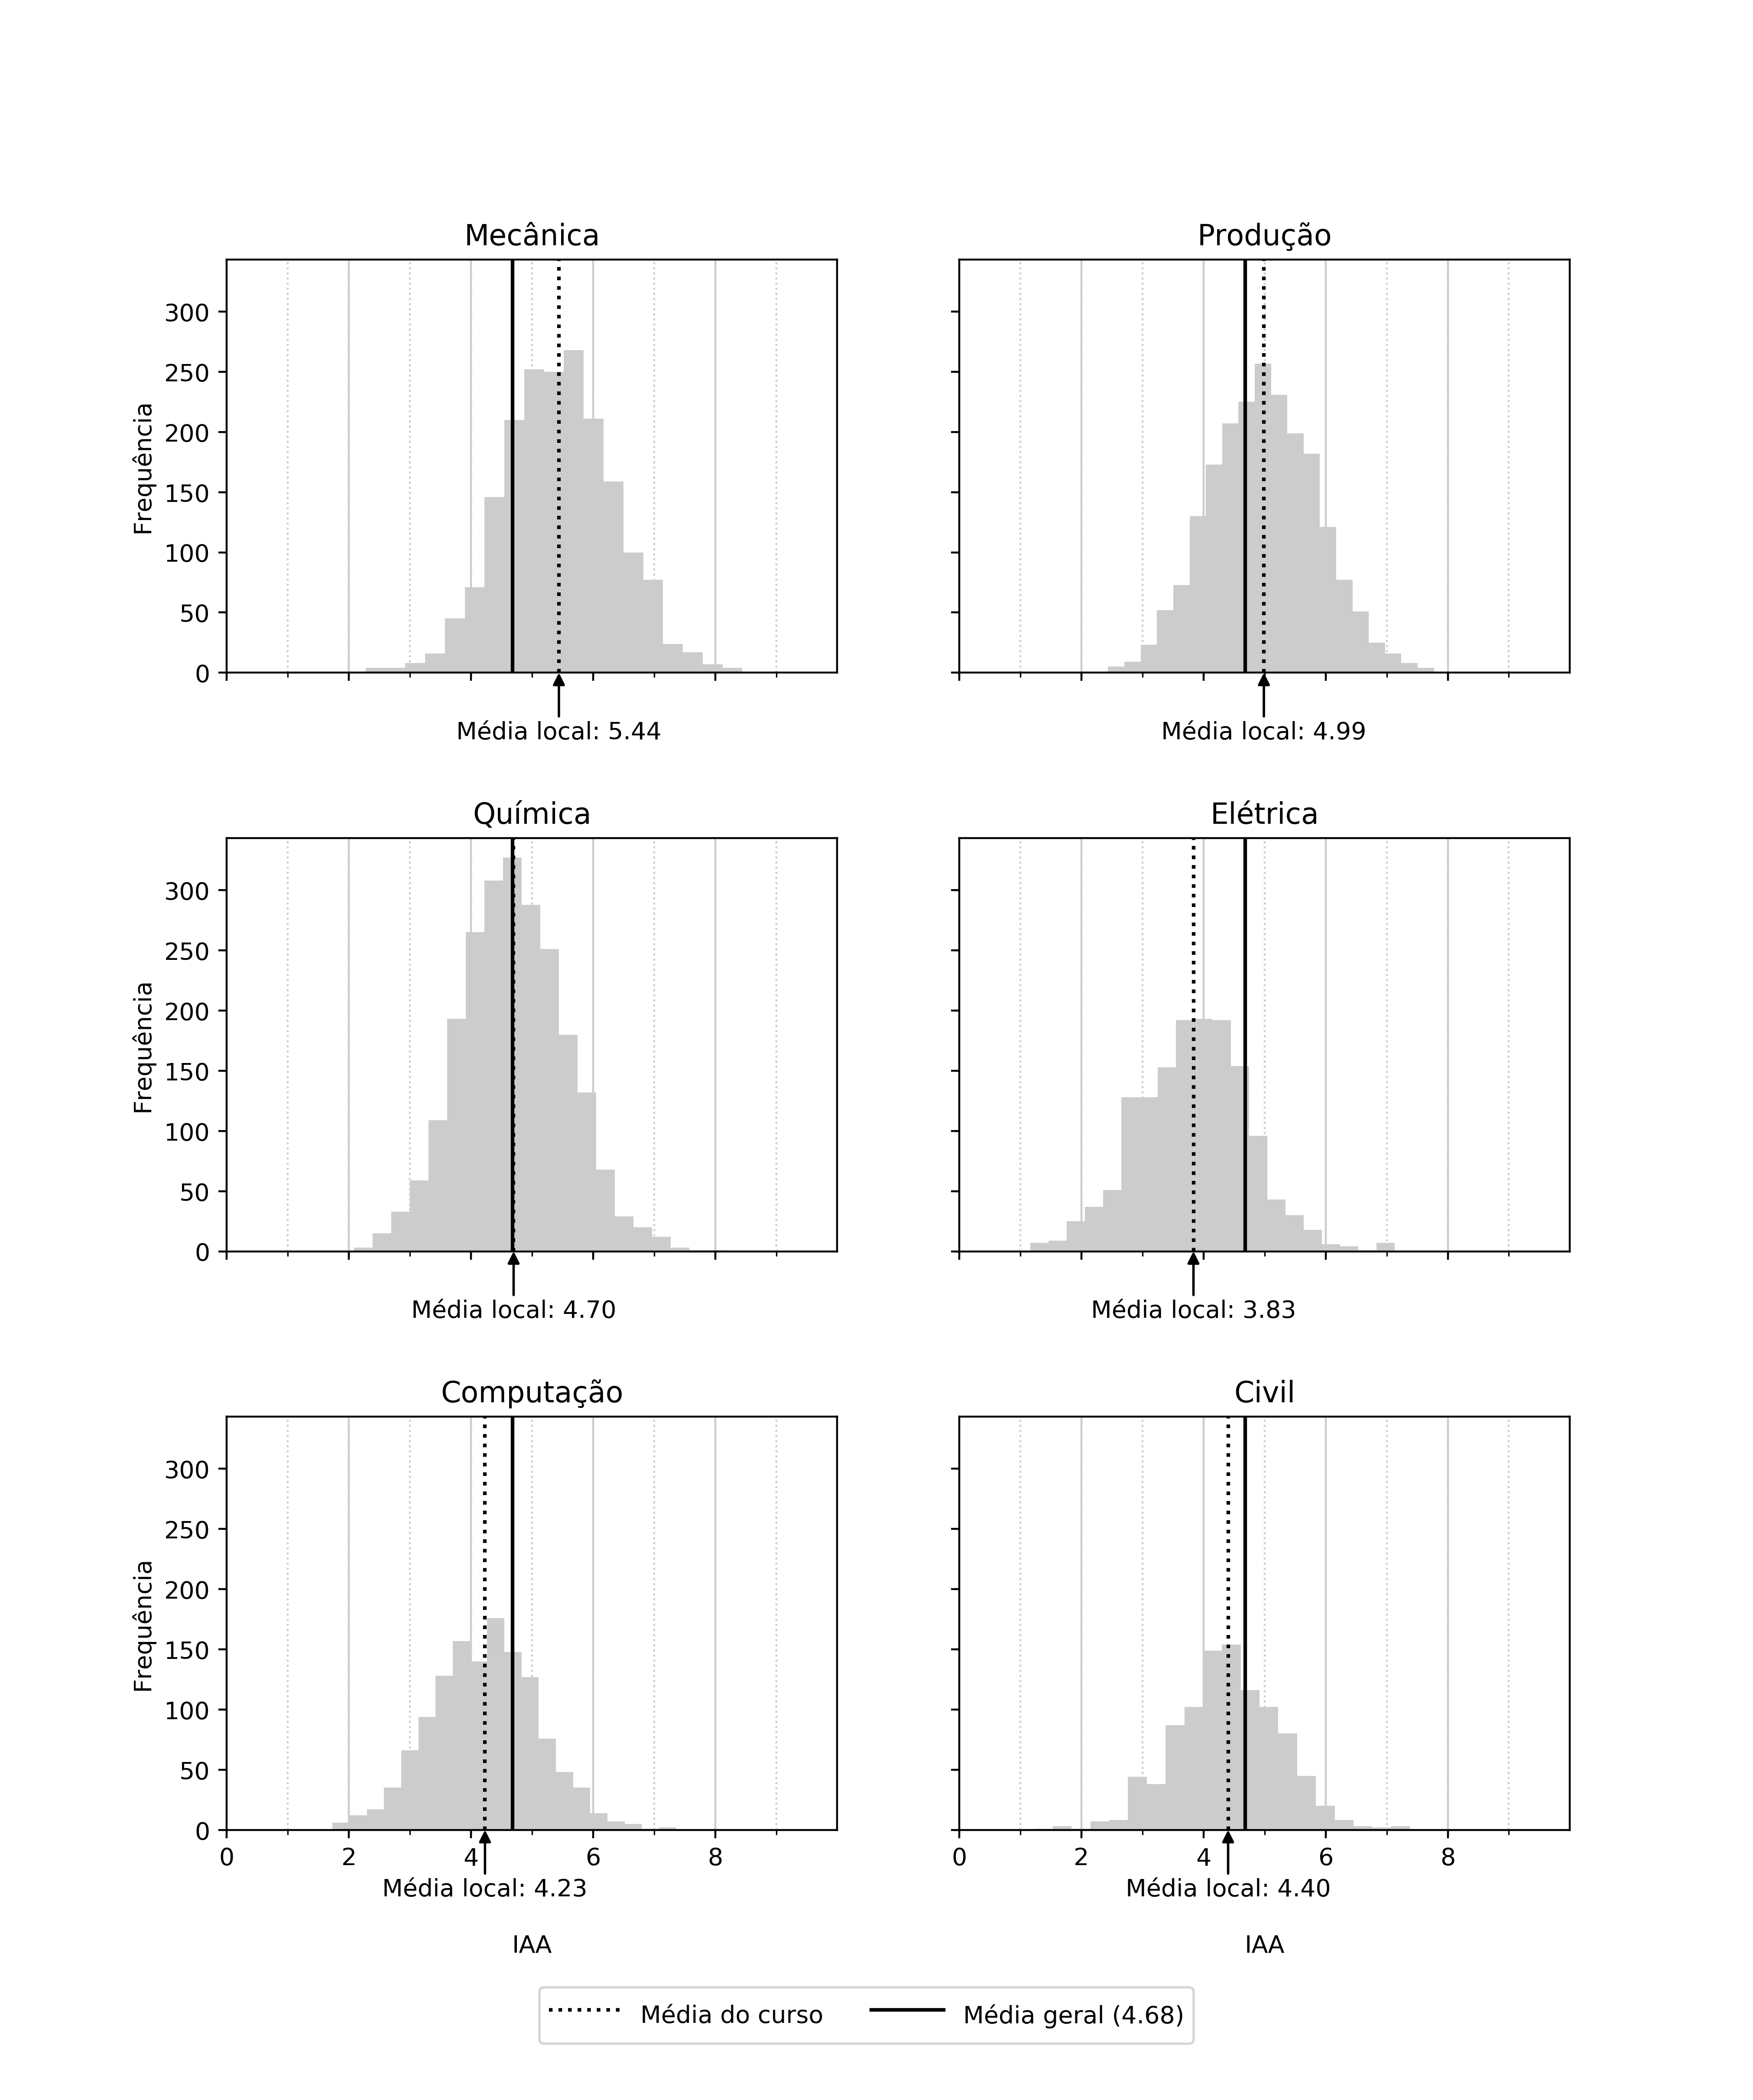 Mecânica
Frequência
300
250
200
150
100
50
0
Média local: 5.44
Produção
Média local: 4.99
Química
Frequência
300
250
200
150
100
50
0
Média local: 4.70
Elétrica
Média local: 3.83
Computação
Frequência
300
250
200
150
100
50
0
0 2 4 6 8
Média local: 4.23
IAA
Civil
0 2 4 6 8
Média local: 4.40
IAA
Média do curso Média geral (4.68)